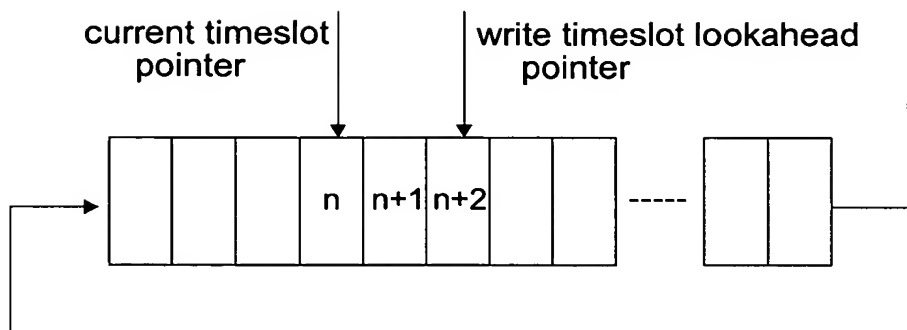 current timeslot
pointer
write timeslot lookahead
pointer
n
n+1
n+2